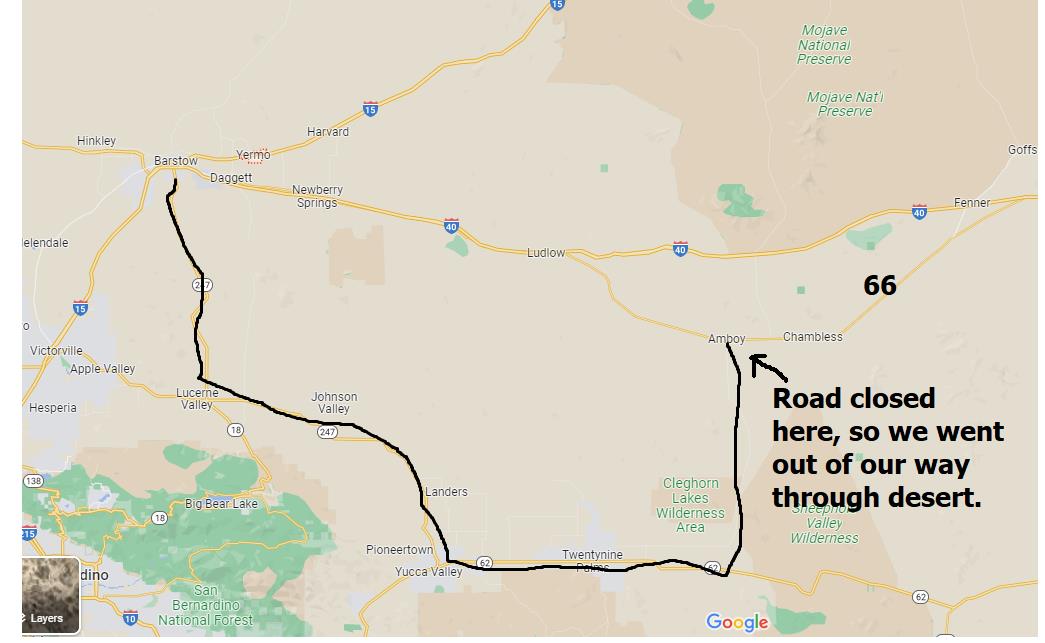 15
Mojave
National
Preserve
Mojave Nat'l
Preserve
15
Harvard
Hinkley
Barstow
Yermo
Goffs
Daggett
Newberry
Springs
Fenner
40
40
elendale
Ludlow
40
247
66
15
Amboy
Chambless
Victorville
Apple Valley
Lucerne
Valley
Hesperia
Johnson
Valley
18
247
Road closed
here, so we went
out of our way
through desert.
138
Landers
Cleghorn
Lakes
Wilderness
Area
Big Bear Lake
18
Valley
Wilderness
215
Pioneertown
Yucca Valley
62
Twentynine
Palms
62
dino
San
Bernardino
National Forest
62
Layers
10
Google